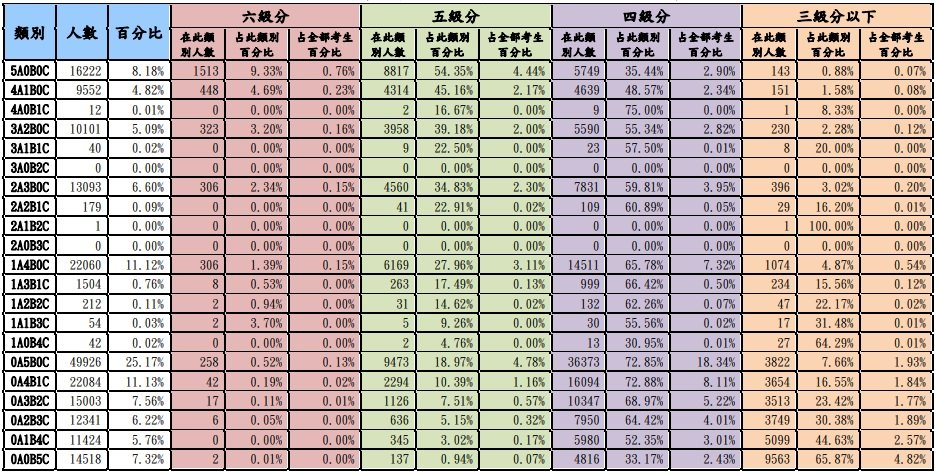 類別 人數 百分比 六級分 五級分 四級分 三級分以下
在此類別人數 占此類別百分比 占全部考生百分比 在此類別人數 占此類別百分比 占全部考生百分比 在此類別人數 占此類別百分比 占全部考生百分比 在此類別人數 占此類別百分比 占全部考生百分比
5A0B0C 16222 8.18% 1513 9.33% 0.76% 8817 54.35% 4.44% 5749 35.44% 2.90% 143 0.88% 0.07%
4A1B0C 9552 4.82% 448 4.69% 0.23% 4314 45.16% 2.17% 4639 48.57% 2.34% 151 1.58% 0.08%
4A0B1C 12 0.01% 0 0.00% 0.00% 2 16.67% 0.00% 9 75.00% 0.00% 1 8.33% 0.00%
3A2B0C 10101 5.09% 323 3.20% 0.16% 3958 39.18% 2.00% 5590 55.34% 2.82% 230 2.28% 0.12%
3A1B1C 40 0.02% 0 0.00% 0.00% 9 22.50% 0.00% 23 57.50% 0.01% 8 20.00% 0.00%
3A0B2C 0 0.00% 0 0.00% 0.00% 0 0.00% 0.00% 0 0.00% 0.00% 0 0.00% 0.00%
2A3B0C 13093 6.60% 306 2.34% 0.15% 4560 34.83% 2.30% 7831 59.81% 3.95% 396 3.02% 0.20%
2A2B1C 179 0.09% 0 0.00% 0.00% 41 22.91% 0.02% 109 60.89% 0.05% 29 16.20% 0.01%
2A1B2C 1 0.00% 0 0.00% 0.00% 0 0.00% 0.00% 0 0.00% 0.00% 1 100.00% 0.00%
2A0B3C 0 0.00% 0 0.00% 0.00% 0 0.00% 0.00% 0 0.00% 0.00% 0 0.00% 0.00%
1A4B0C 22060 11.12% 306 1.39% 0.15% 6169 27.96% 3.11% 14511 65.78% 7.32% 1074 4.87% 0.54%
1A3B1C 1504 0.76% 8 0.53% 0.00% 263 17.49% 0.13% 999 66.42% 0.50% 234 15.56% 0.12%
1A2B2C 212 0.11% 2 0.94% 0.00% 31 14.62% 0.02% 132 62.26% 0.07% 47 22.17% 0.02%
1A1B3C 54 0.03% 2 3.70% 0.00% 5 9.26% 0.00% 30 55.56% 0.02% 17 31.48% 0.01%
1A0B4C 42 0.02% 0 0.00% 0.00% 2 4.76% 0.00% 13 30.95% 0.01% 27 64.29% 0.01%
0A5B0C 49926 25.17% 258 0.52% 0.13% 9473 18.97% 4.78% 36373 72.85% 18.34% 3822 7.66% 1.93%
0A4B1C 22084 11.13% 42 0.19% 0.02% 2294 10.39% 1.16% 16094 72.88% 8.11% 3654 16.55% 1.84%
0A3B2C 15003 7.56% 17 0.11% 0.01% 1126 7.51% 0.57% 10347 68.97% 5.22% 3513 23.42% 1.77%
0A2B3C 12341 6.22% 6 0.05% 0.00% 636 5.15% 0.32% 7950 64.42% 4.01% 3749 30.38% 1.89%
0A1B4C 11424 5.76% 0 0.00% 0.00% 345 3.02% 0.17% 5980 52.35% 3.01% 5099 44.63% 2.57%
0A0B5C 14518 7.32% 2 0.01% 0.00% 137 0.94% 0.07% 4816 33.17% 2.43% 9563 65.87% 4.82%